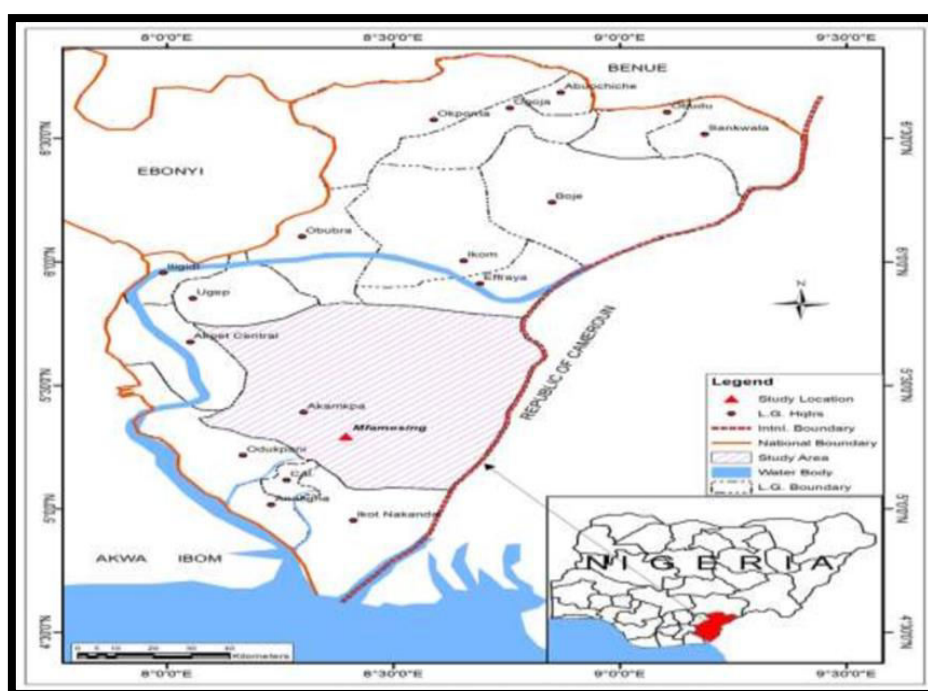 8°0'0"E 8°30'0"E 9°0'0"E 9°30'0"E
BENUE
Abuochiche
Ogoja
Okpoma
Obudu
Sankwala
6°30'0"N 6°30'0"N
EBONYI
Boje
Obubra
Ikom
6°0'0"N 6°0'0"N
Itigidi
Effraya
Ugep
N
Akpet Central
REPUBLIC OF CAMEROUN
5°30'0"N 5°30'0"N
Akamkpa
Mfamosing
Odukpani
CAL
Anantigha
Ikot Nakanda
5°0'0"N 5°0'0"N
Legend
Study Location
L.G. Hqtrs
Intnl. Boundary
National Boundary
Study Area
Water Body
L.G. Boundary
AKWA IBOM
NIGERIA
4°30'0"N 4°30'0"N
Kilometers
8°0'0"E 8°30'0"E 9°0'0"E 9°30'0"E